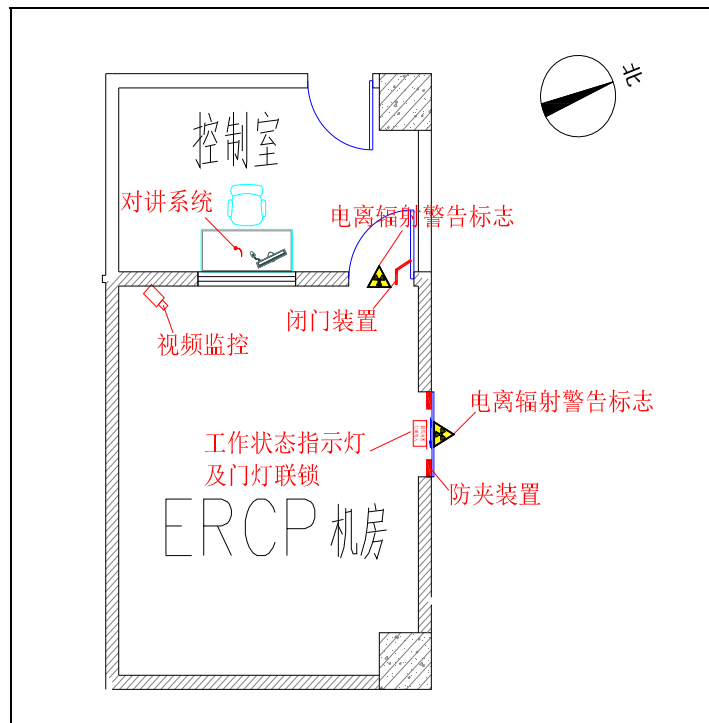 北
控制室
对讲系统
电离辐射警告标志
闭门装置
视频监控
电离辐射警告标志
工作状态指示灯
及门灯联锁
防夹装置
ERCP 机房